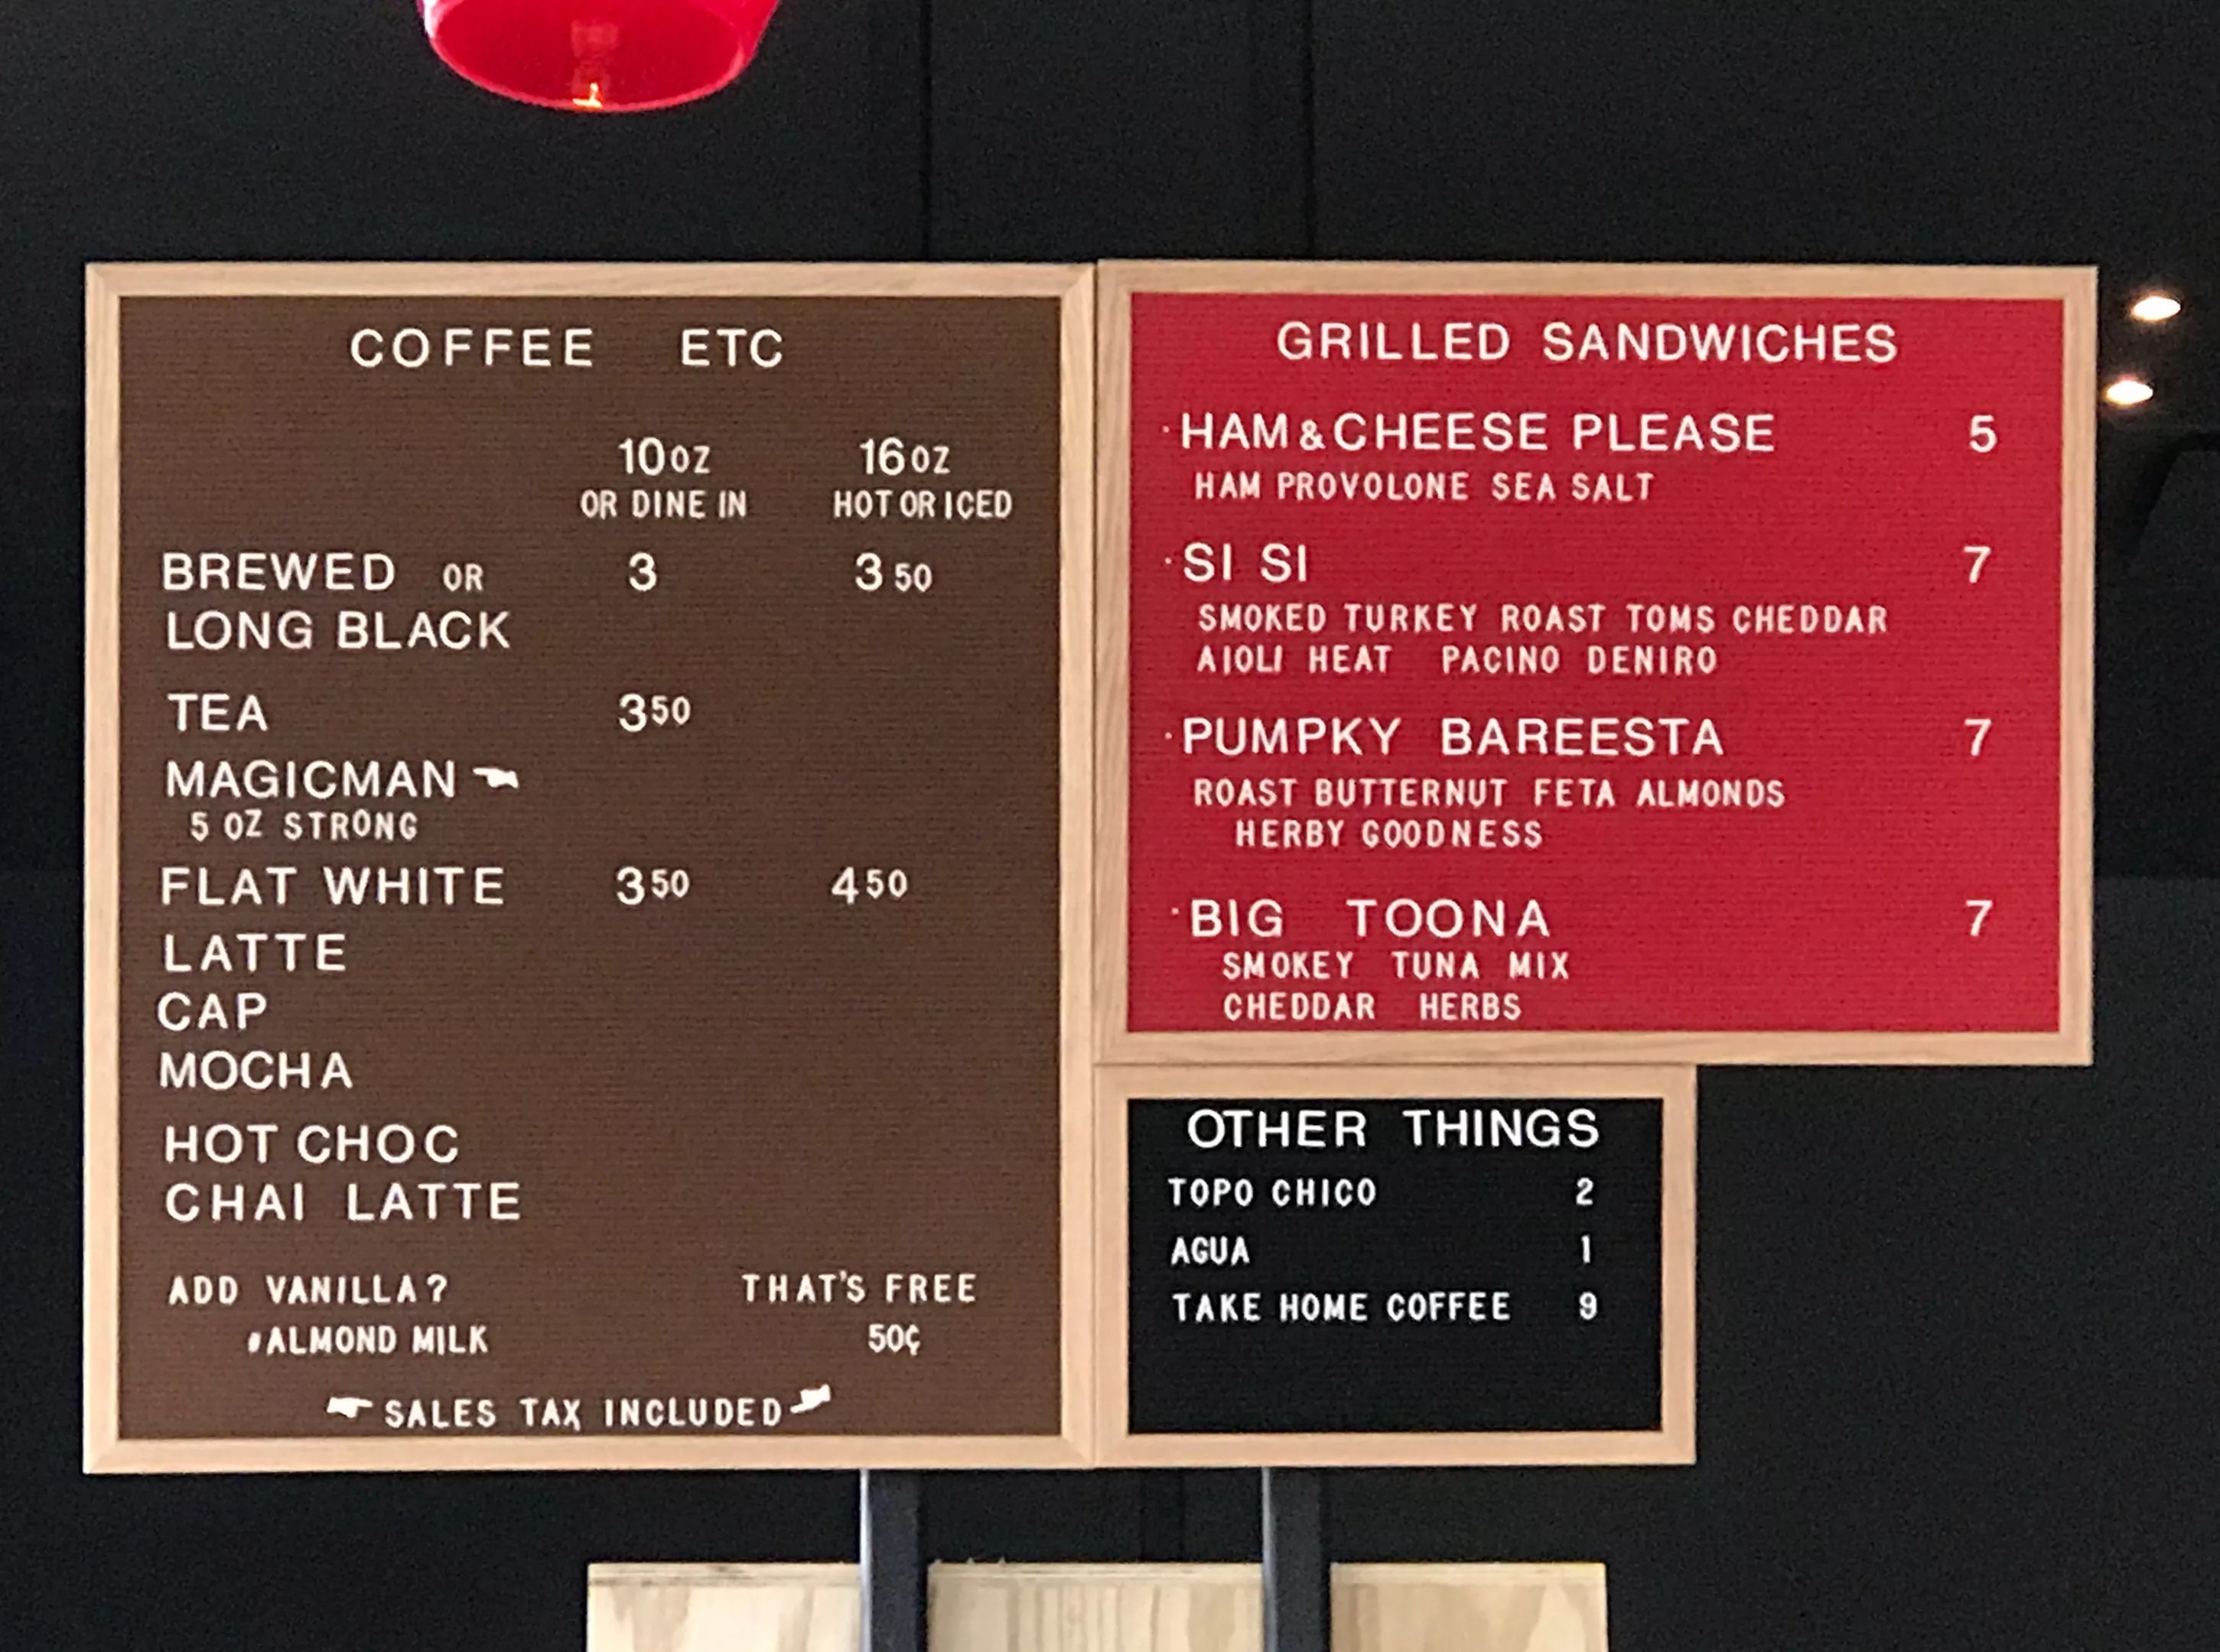 COFFEE ETC
10 OZ 16 OZ
OR DINE IN HOT OR ICED
BREWED OR 3 3 50
LONG BLACK
TEA 3 50
MAGICMAN
5 OZ STRONG
FLAT WHITE 3 50 4 50
LATTE
CAP
MOCHA
HOT CHOC
CHAI LATTE
ADD VANILLA? THAT'S FREE
ALMOND MILK 50¢
SALES TAX INCLUDED
GRILLED SANDWICHES
·HAM & CHEESE PLEASE 5
HAM PROVOLONE SEA SALT
·SI SI 7
SMOKED TURKEY ROAST TOMS CHEDDAR
AIOLI HEAT PACINO DENIRO
·PUMPKY BAREESTA 7
ROAST BUTTERNUT FETA ALMONDS
HERBY GOODNESS
·BIG TOONA 7
SMOKEY TUNA MIX
CHEDDAR HERBS
OTHER THINGS
TOPO CHICO 2
AGUA 1
TAKE HOME COFFEE 9